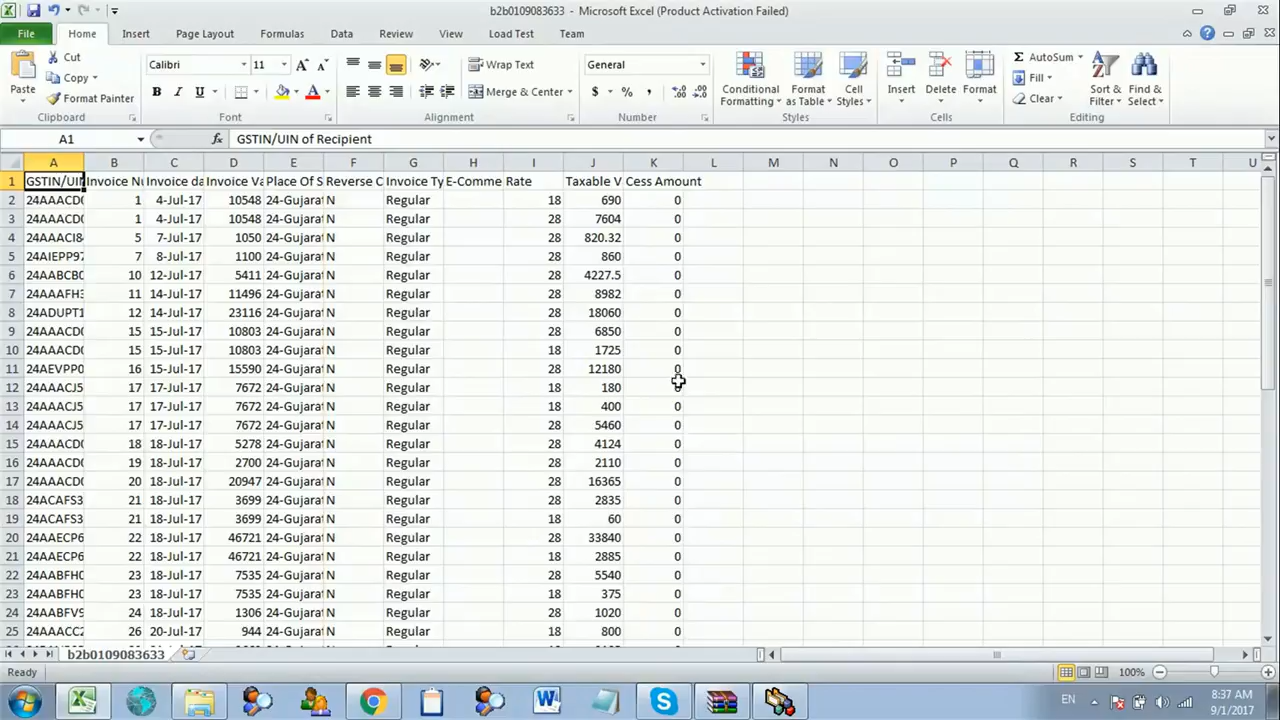 b2b0109083633 - Microsoft Excel (Product Activation Failed)
File Home Insert Page Layout Formulas Data Review View Load Test Team
Paste Cut Copy Format Painter Clipboard
Calibri 11 B I U A A A Font
Wrap Text Merge & Center Alignment
General $ % , Number
Conditional Formatting Format as Table Cell Styles Styles
Insert Delete Format Cells
Σ AutoSum Fill Clear Sort & Filter Find & Select Editing
A1 fx GSTIN/UIN of Recipient
A B C D E F G H I J K L M N O P Q R S T U
1 GSTIN/UIN Invoice Nu Invoice da Invoice Va Place Of S Reverse C Invoice Ty E-Comme Rate Taxable V Cess Amount
2 24AAACD0 1 4-Jul-17 10548 24-Gujarat N Regular 18 690 0
3 24AAACD0 1 4-Jul-17 10548 24-Gujarat N Regular 28 7604 0
4 24AAACI8 5 7-Jul-17 1050 24-Gujarat N Regular 28 820.32 0
5 24AIEPP97 7 8-Jul-17 1100 24-Gujarat N Regular 28 860 0
6 24AABCB0 10 12-Jul-17 5411 24-Gujarat N Regular 28 4227.5 0
7 24AAAFH3 11 14-Jul-17 11496 24-Gujarat N Regular 28 8982 0
8 24ADUPT1 12 14-Jul-17 23116 24-Gujarat N Regular 28 18060 0
9 24AAACD0 15 15-Jul-17 10803 24-Gujarat N Regular 28 6850 0
10 24AAACD0 15 15-Jul-17 10803 24-Gujarat N Regular 18 1725 0
11 24AEVPP0 16 15-Jul-17 15590 24-Gujarat N Regular 28 12180 0
12 24AAACJ5 17 17-Jul-17 7672 24-Gujarat N Regular 18 180
13 24AAACJ5 17 17-Jul-17 7672 24-Gujarat N Regular 18 400 0
14 24AAACJ5 17 17-Jul-17 7672 24-Gujarat N Regular 28 5460 0
15 24AAACD0 18 18-Jul-17 5278 24-Gujarat N Regular 28 4124 0
16 24AAACD0 19 18-Jul-17 2700 24-Gujarat N Regular 28 2110 0
17 24AAACD0 20 18-Jul-17 20947 24-Gujarat N Regular 28 16365 0
18 24ACAFS3 21 18-Jul-17 3699 24-Gujarat N Regular 28 2835 0
19 24ACAFS3 21 18-Jul-17 3699 24-Gujarat N Regular 18 60 0
20 24AAECP6 22 18-Jul-17 46721 24-Gujarat N Regular 28 33840 0
21 24AAECP6 22 18-Jul-17 46721 24-Gujarat N Regular 18 2885 0
22 24AABFH0 23 18-Jul-17 7535 24-Gujarat N Regular 28 5540 0
23 24AABFH0 23 18-Jul-17 7535 24-Gujarat N Regular 18 375 0
24 24AABFV9 24 18-Jul-17 1306 24-Gujarat N Regular 28 1020 0
25 24AAACC2 26 20-Jul-17 944 24-Gujarat N Regular 18 800 0
b2b0109083633
Ready 100%
EN 8:37 AM
9/1/2017